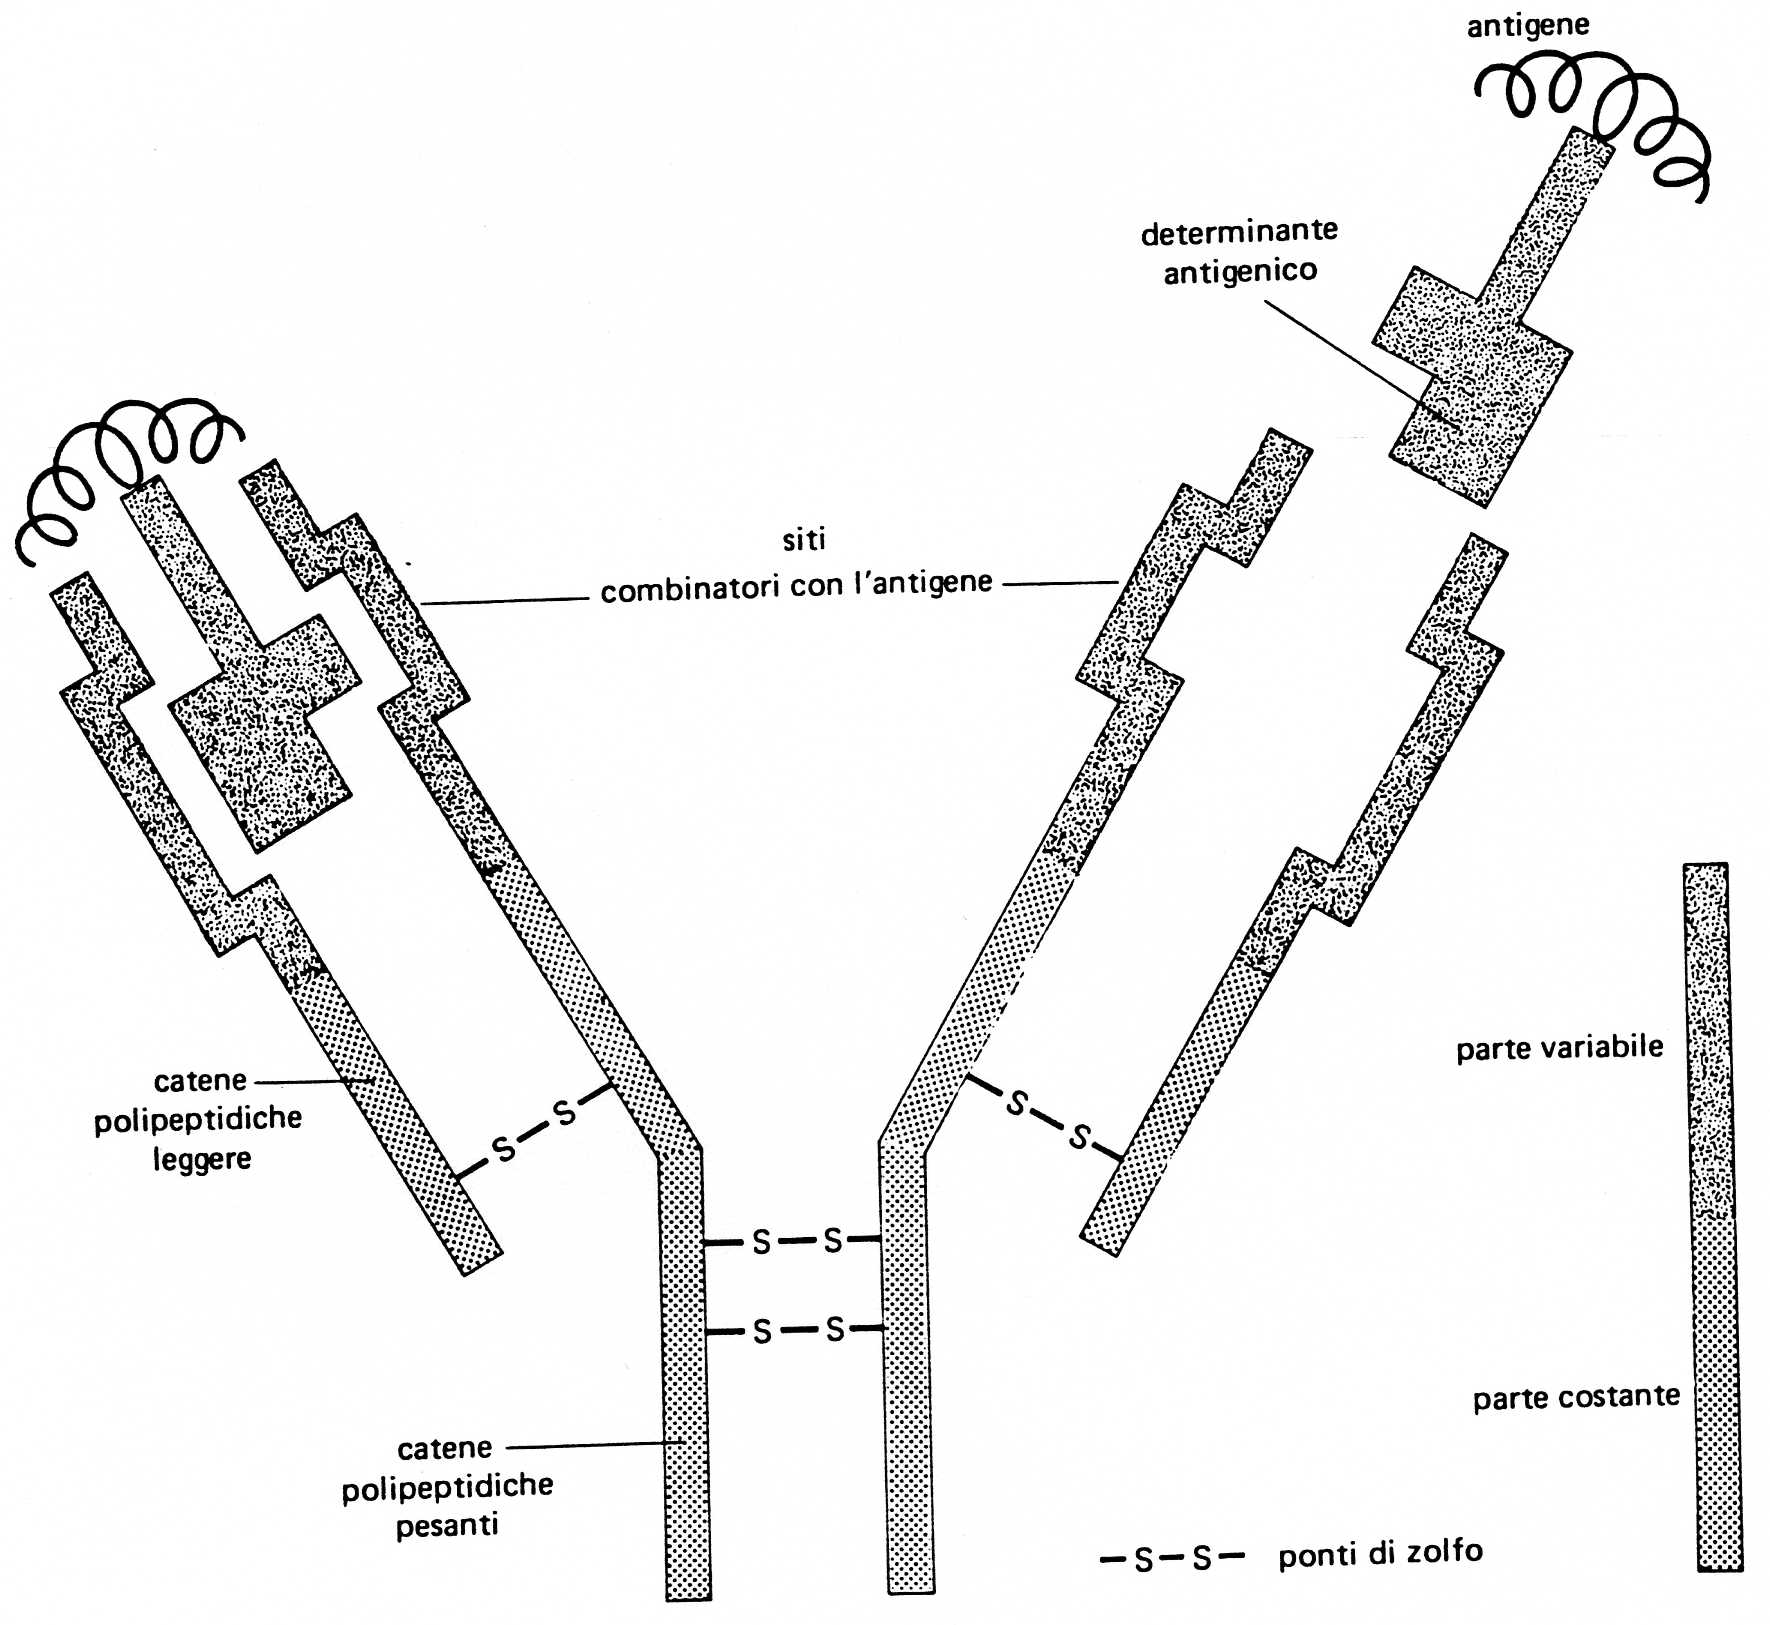 antigene
determinante
antigenico
siti
combinatori con l'antigene
parte variabile
catene
polipeptidiche
leggere
S S
S S
S S
S S
parte costante
catene
polipeptidiche
pesanti
-S-S- ponti di zolfo